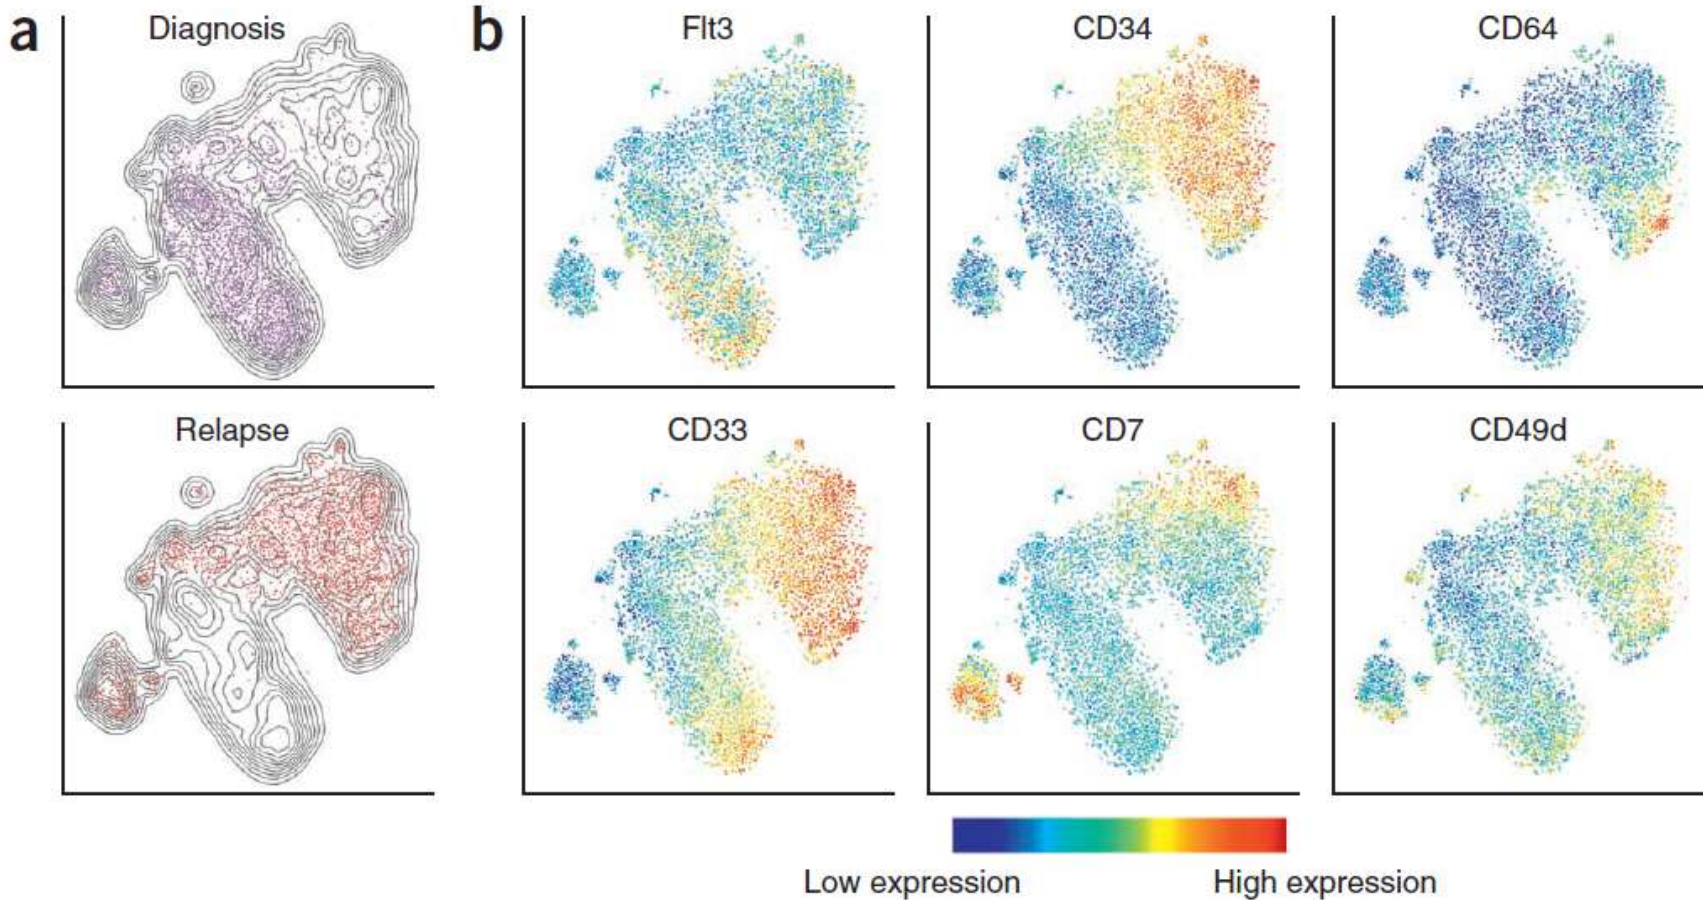 a
Diagnosis
b
Flt3
CD34
CD64
Relapse
CD33
CD7
CD49d
Low expression
High expression